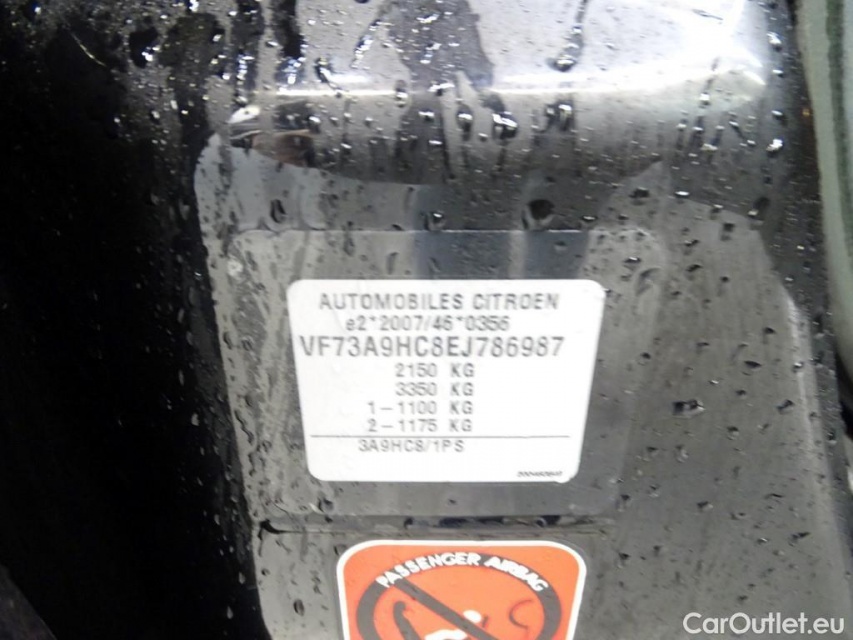 AUTOMOBILES CITROEN
e2*2007/46*0356
VF73A9HC8EJ786987
2150 KG
3350 KG
1-1100 KG
2-1175 KG
3A9HC8/1PS
PASSENGER AIRBAG
CarOutlet.eu